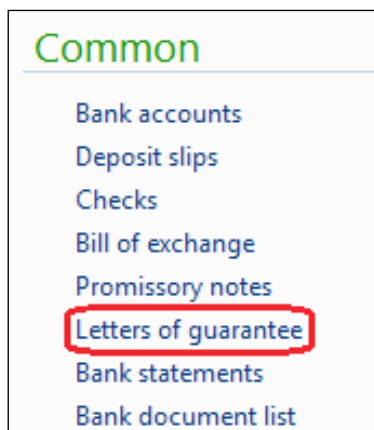 Common
Bank accounts
Deposit slips
Checks
Bill of exchange
Promissory notes
Letters of guarantee
Bank statements
Bank document list